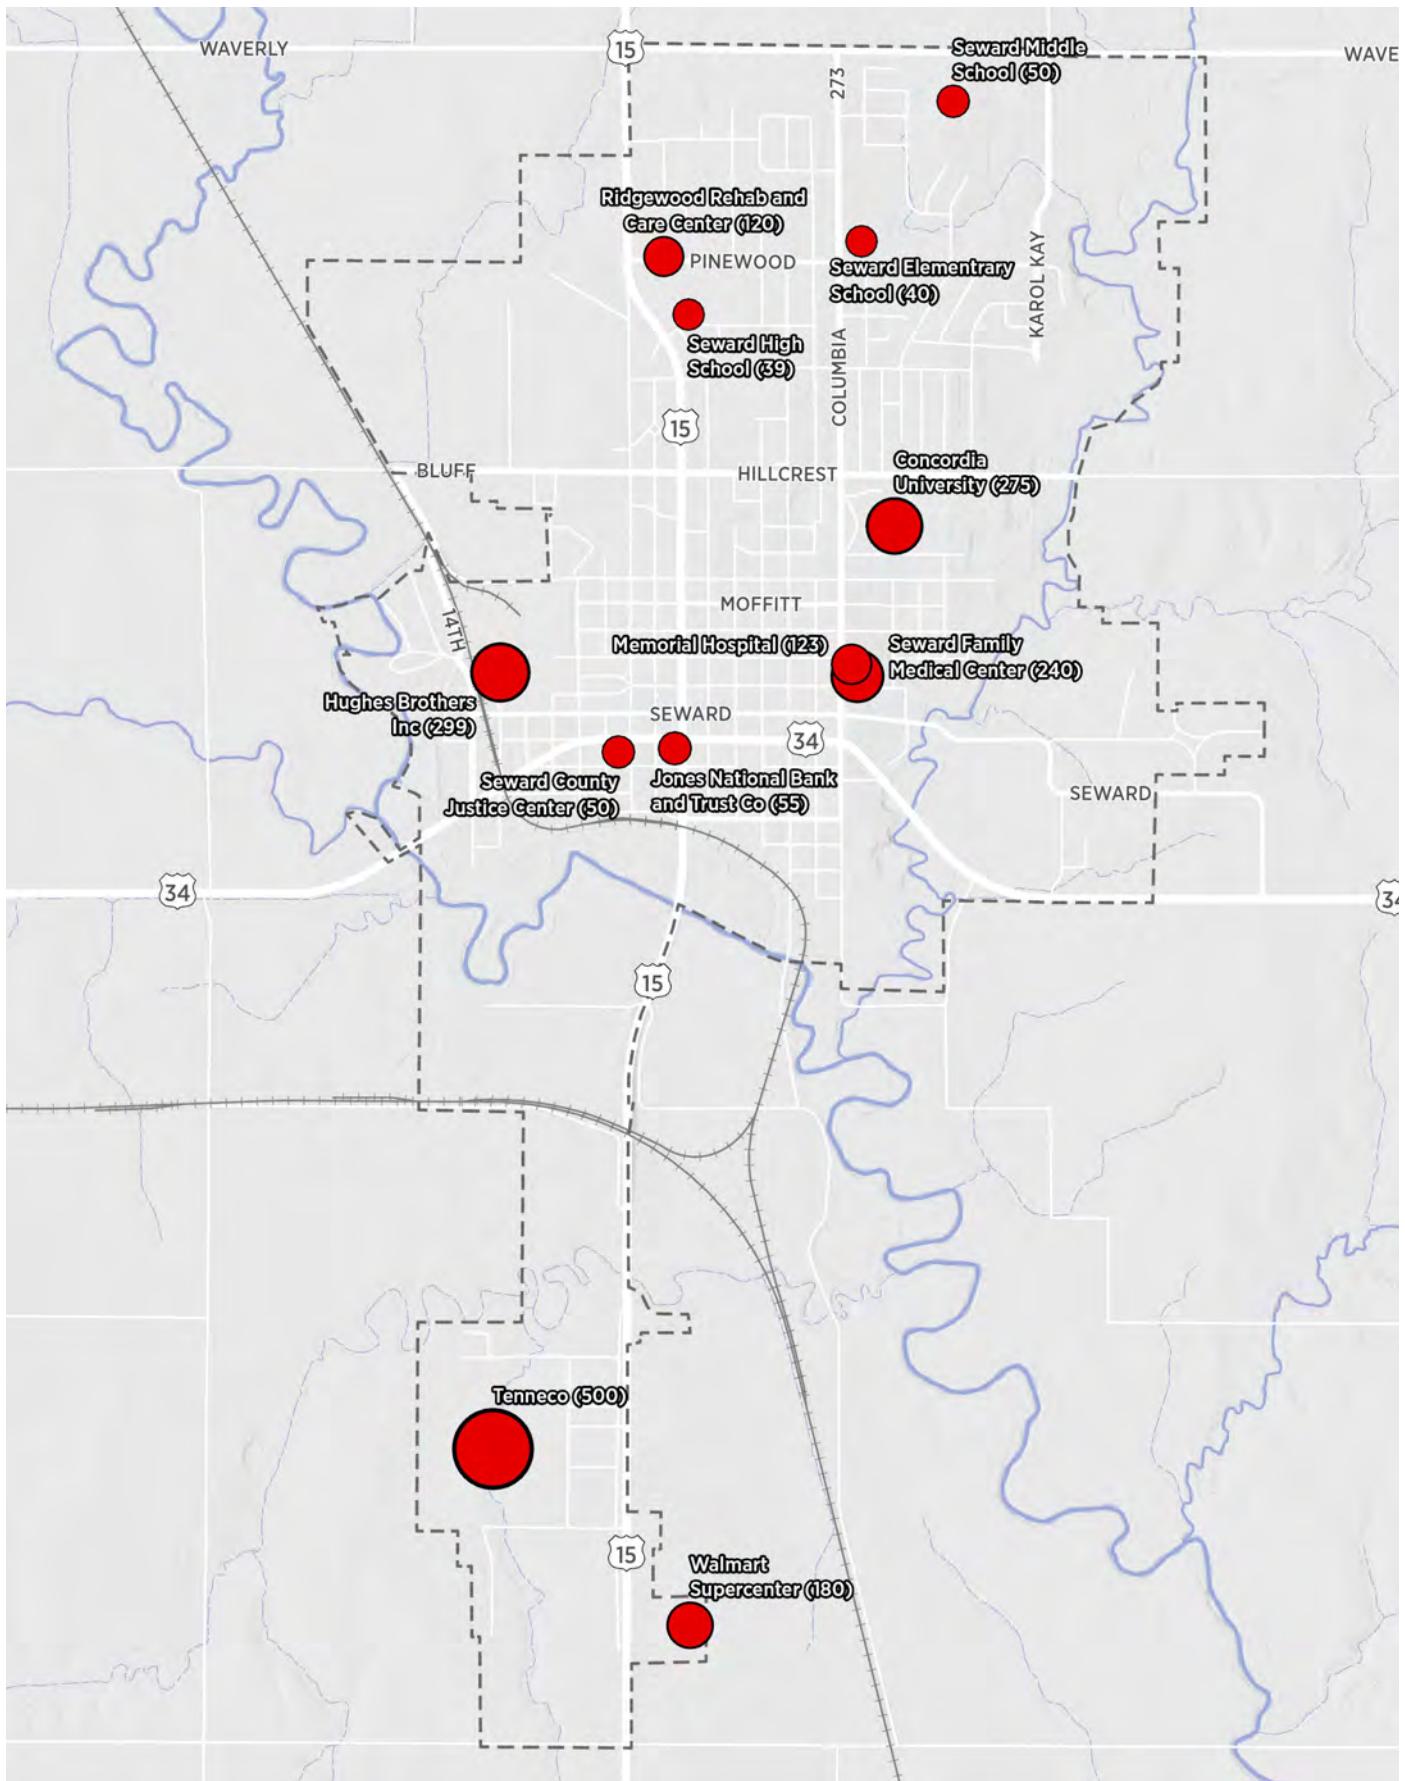 WAVERLY
15
WAVE
273
Seward Middle
School (50)
Ridgewood Rehab and
Care Center (120)
PINEWOOD
Seward Elementrary
School (40)
KAROL KAY
Seward High
School (39)
COLUMBIA
15
BLUFF
HILLCREST
Concordia
University (275)
MOFFITT
14TH
Memorial Hospital (123)
Seward Family
Medical Center (240)
Hughes Brothers
Inc (299)
SEWARD
34
Seward County
Justice Center (50)
Jones National Bank
and Trust Co (55)
SEWARD
34
34
15
Tenneco (500)
15
Walmart
Supercenter (180)